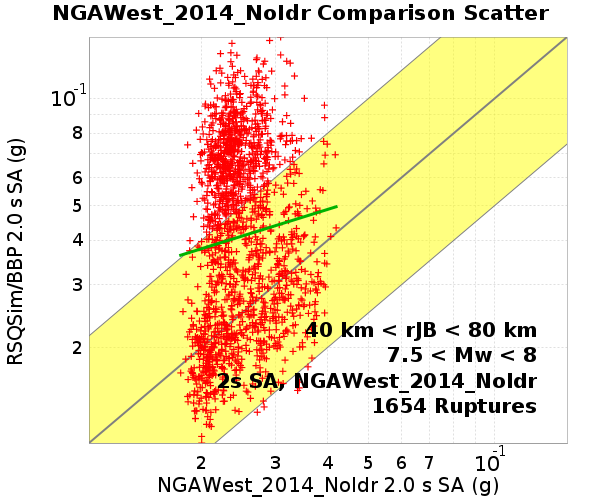 NGAWest_2014_NoIdr Comparison Scatter
10-1
8
6
5
4
3
2
RSQSim/BBP 2.0 s SA (g)
40 km < rJB < 80 km
7.5 < Mw < 8
2s SA, NGAWest_2014_NoIdr
1654 Ruptures
2 3 4 5 6 7 10-1
NGAWest_2014_NoIdr 2.0 s SA (g)